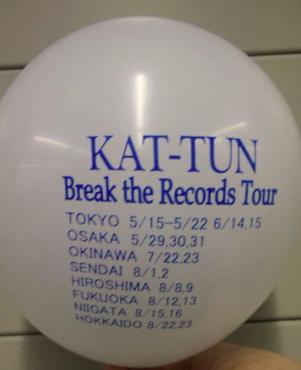 KAT-TUN
Break the Records Tour
TOKYO 5/15-5/22 6/14,15
OSAKA 5/29,30,31
OKINAWA 7/22,23
SENDAI 8/1,2
HIROSHIMA 8/8,9
FUKUOKA 8/12,13
NIIGATA 8/15,16
HOKKAIDO 8/22,23